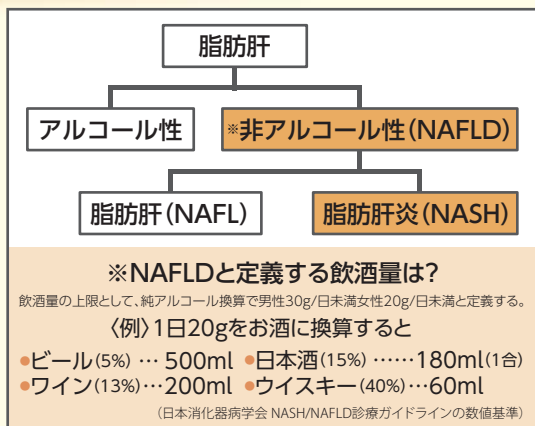 脂肪肝
アルコール性
※非アルコール性(NAFLD)
脂肪肝(NAFL)
脂肪肝炎(NASH)
※NAFLDと定義する飲酒量は?
飲酒量の上限として、純アルコール換算で男性30g/日未満女性20g/日未満と定義する。
〈例〉1日20gをお酒に換算すると
●ビール(5%)… 500ml ●日本酒(15%)……180ml(1合)
●ワイン(13%)…200ml ●ウイスキー(40%)…60ml
(日本消化器病学会 NASH/NAFLD診療ガイドラインの数値基準)